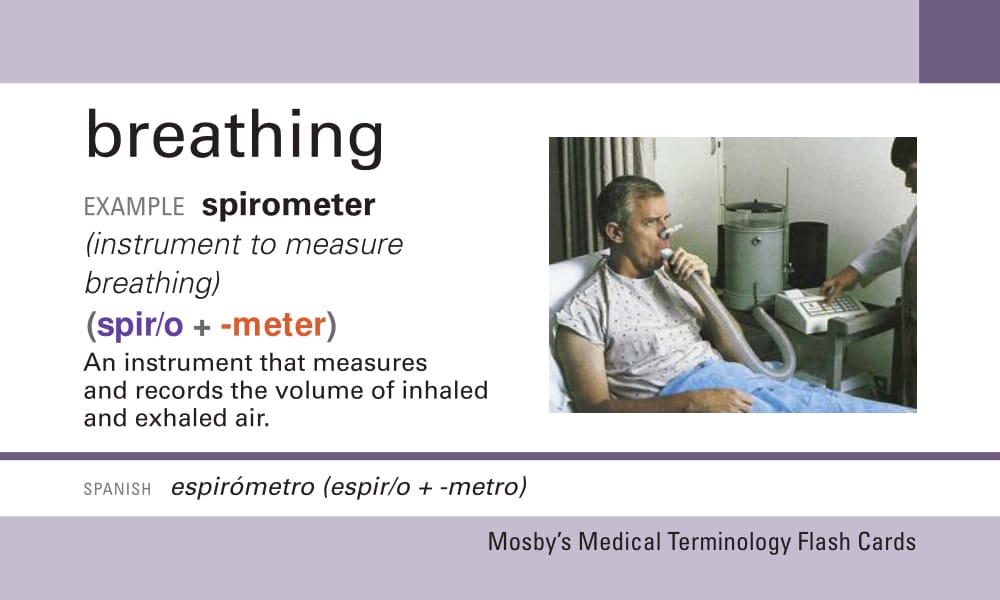 breathing
EXAMPLE spirometer
(instrument to measure
breathing)
(spir/o + -meter)
An instrument that measures
and records the volume of inhaled
and exhaled air.
SPANISH espirómetro (espir/o + -metro)
Mosby's Medical Terminology Flash Cards